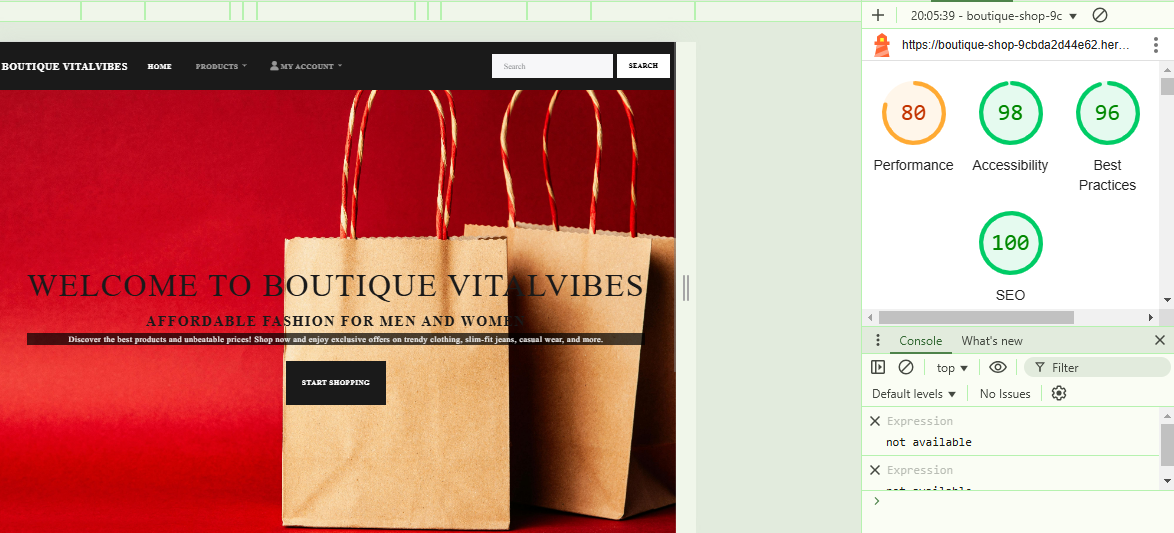 BOUTIQUE VITALVIBES HOME PRODUCTS MY ACCOUNT Search SEARCH
WELCOME TO BOUTIQUE VITALVIBES
AFFORDABLE FASHION FOR MEN AND WOMEN
Discover the best products and unbeatable prices! Shop now and enjoy exclusive offers on trendy clothing, slim-fit jeans, casual wear, and more.
START SHOPPING
20:05:39 - boutique-shop-9c
https://boutique-shop-9cbda2d44e62.her...
80 98 96
Performance Accessibility Best
Practices
100
SEO
Console What's new
top Filter
Default levels No Issues
Expression
not available
Expression
not available